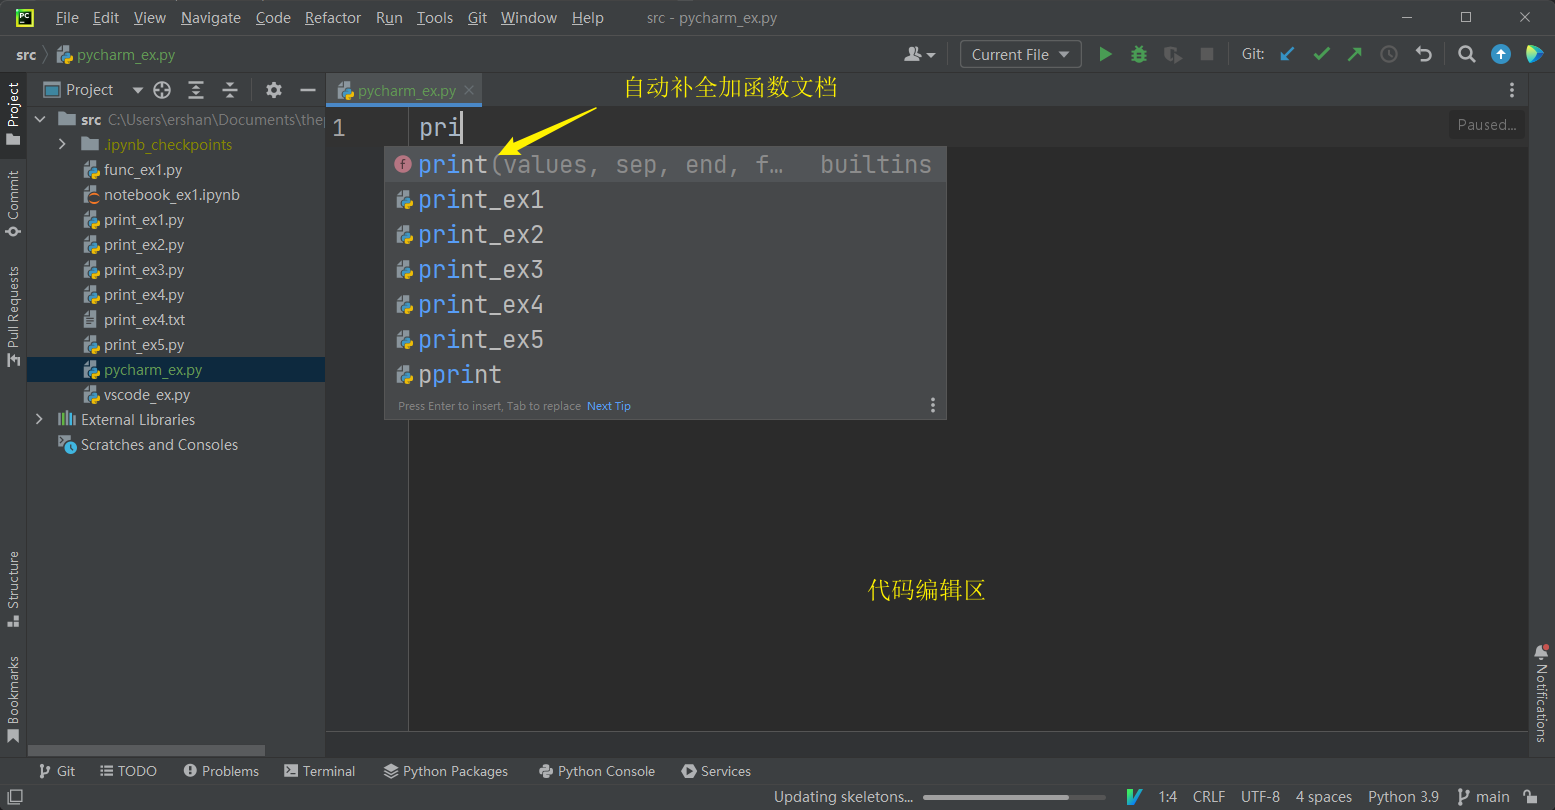 PC
File Edit View Navigate Code Refactor Run Tools Git Window Help src - pycharm_ex.py
src pycharm_ex.py Current File Git:
Project
Commit
Pull Requests
Structure
Bookmarks
Project
src C:\Users\ershan\Documents\the
.ipynb_checkpoints
func_ex1.py
notebook_ex1.ipynb
print_ex1.py
print_ex2.py
print_ex3.py
print_ex4.py
print_ex4.txt
print_ex5.py
pycharm_ex.py
vscode_ex.py
External Libraries
Scratches and Consoles
pycharm_ex.py
自动补全加函数文档
1 pri
Paused...
f print(values, sep, end, f… builtins
print_ex1
print_ex2
print_ex3
print_ex4
print_ex5
pprint
Press Enter to insert, Tab to replace Next Tip
代码编辑区
Notifications
Git TODO Problems Terminal Python Packages Python Console Services
Updating skeletons... 1:4 CRLF UTF-8 4 spaces Python 3.9 main